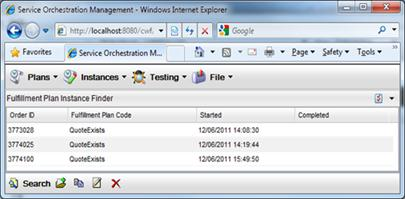 Service Orchestration Management - Windows Internet Explorer
http://localhost:8080/cwf
Google
Favorites
Service Orchestration M...
Page
Safety
Tools
Plans
Instances
Testing
File
Fulfillment Plan Instance Finder
Order ID Fulfillment Plan Code Started Completed
3773028 QuoteExists 12/06/2011 14:08:30
3774025 QuoteExists 12/06/2011 14:19:44
3774100 QuoteExists 12/06/2011 15:49:50
Search